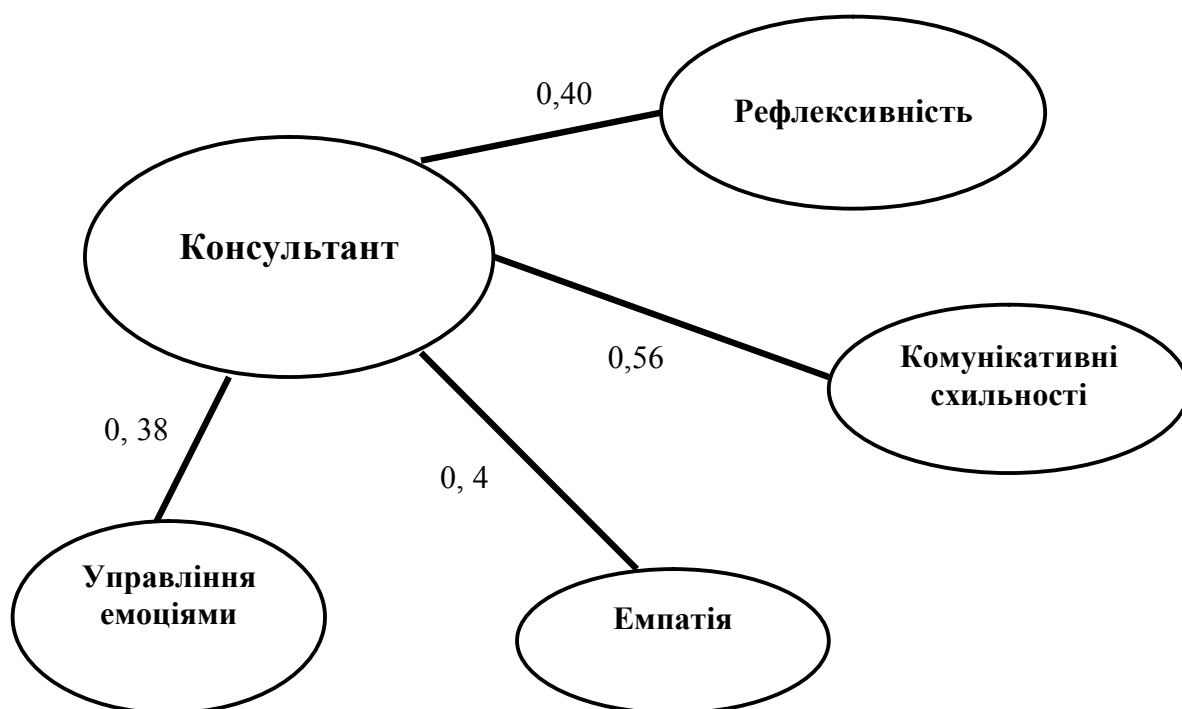 0,40
Рефлексивність
Консультант
0,56
Комунікативні
схильності
0, 38
0, 4
Управління
емоціями
Емпатія